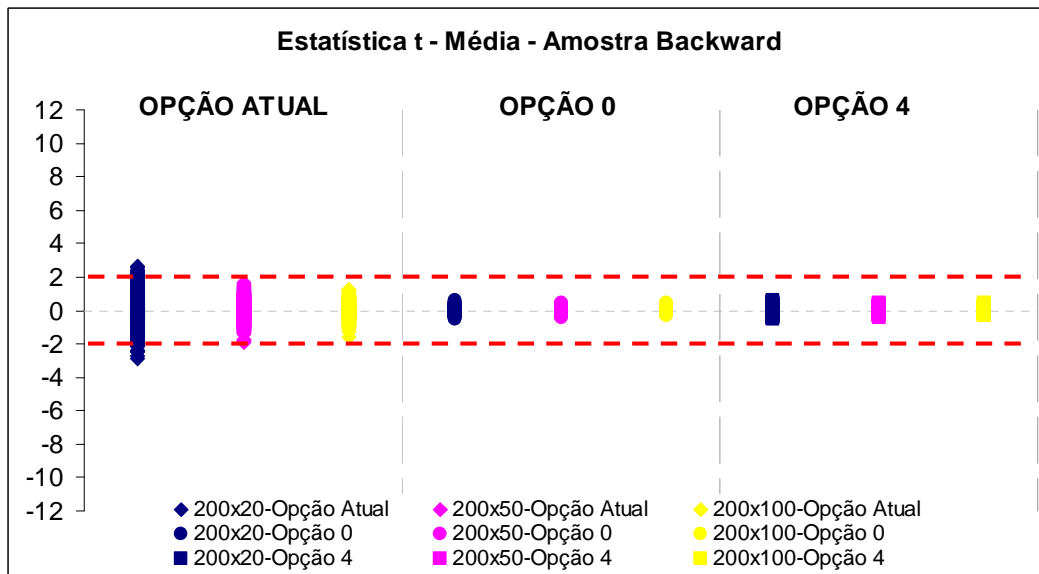 Estatística t - Média - Amostra Backward
OPÇÃO ATUAL OPÇÃO 0 OPÇÃO 4
12
10
8
6
4
2
0
-2
-4
-6
-8
-10
-12
200x20-Opção Atual 200x50-Opção Atual 200x100-Opção Atual
200x20-Opção 0 200x50-Opção 0 200x100-Opção 0
200x20-Opção 4 200x50-Opção 4 200x100-Opção 4